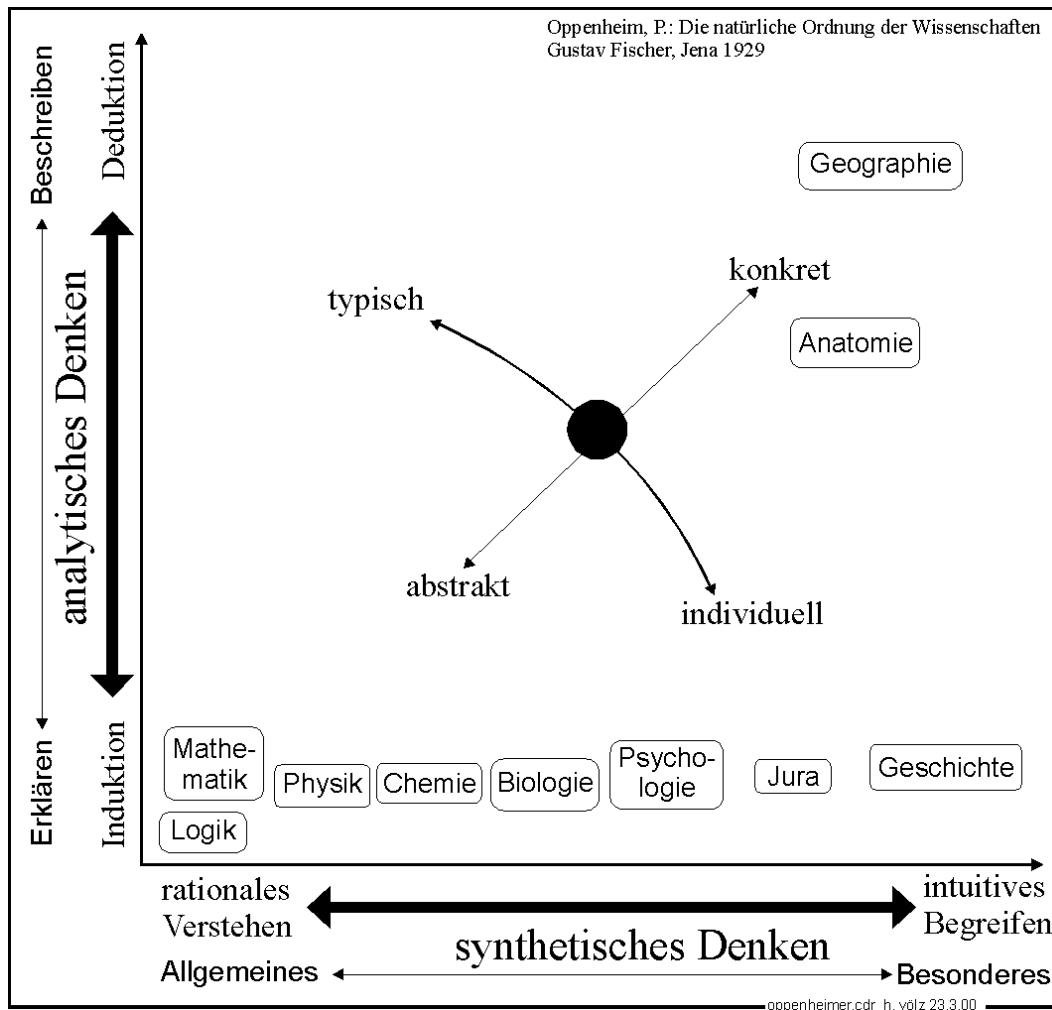 Oppenheim, P.: Die natürliche Ordnung der Wissenschaften
Gustav Fischer, Jena 1929
Beschreiben
Deduktion
analytisches Denken
Erklären
Induktion
Geographie
konkret
typisch
Anatomie
abstrakt
individuell
Mathe-
matik
Physik
Chemie
Biologie
Psycho-
logie
Jura
Geschichte
Logik
rationales
Verstehen
intuitives
Begreifen
synthetisches Denken
Allgemeines
Besonderes
oppenheimer.cdr h. völz 23.3.00